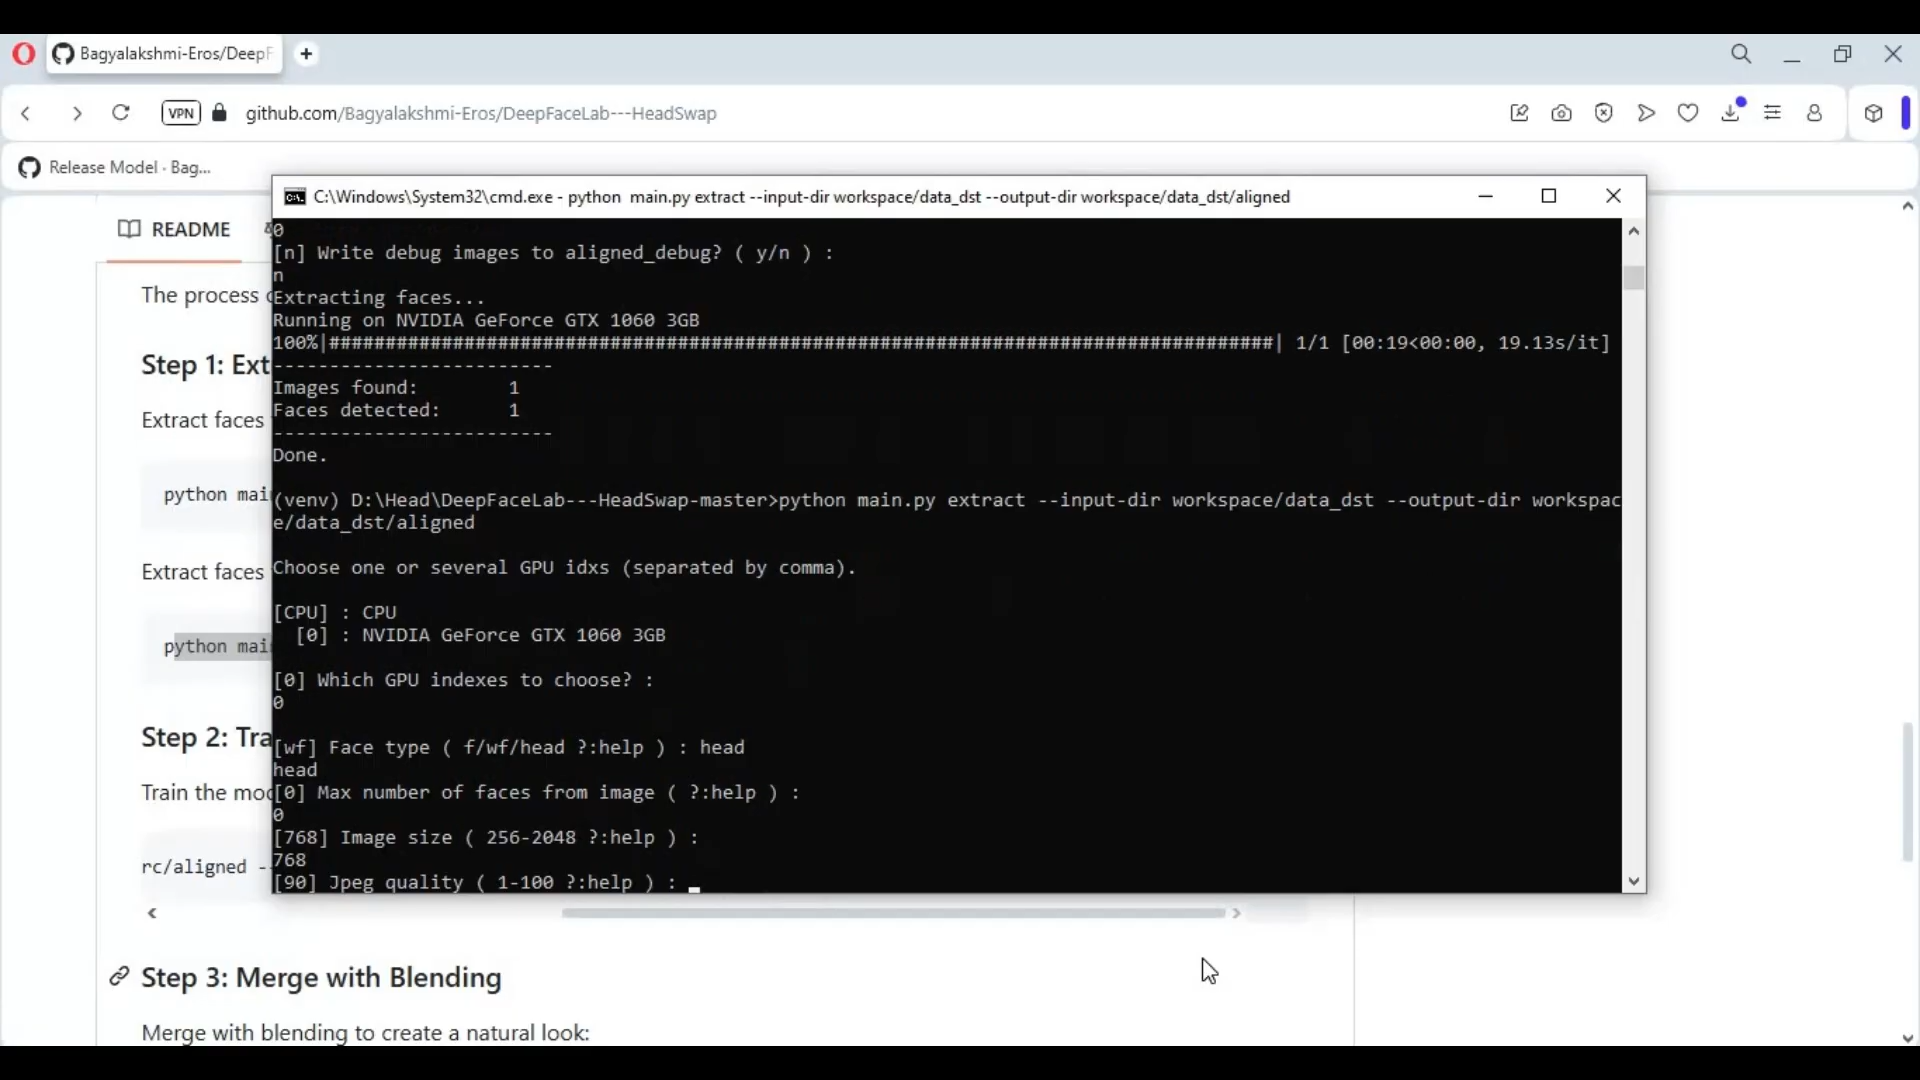 Bagyalakshmi-Eros/DeepF
VPN
github.com/Bagyalakshmi-Eros/DeepFaceLab---HeadSwap
Release Model · Bag...
C:\Windows\System32\cmd.exe - python  main.py extract --input-dir workspace/data_dst --output-dir workspace/data_dst/aligned
README
0
[n] Write debug images to aligned_debug? ( y/n ) :
n
The process
Extracting faces...
Running on NVIDIA GeForce GTX 1060 3GB
100%|####################################################################################| 1/1 [00:19<00:00, 19.13s/it]
-------------------------
Step 1: Ext
Images found:        1
Faces detected:      1
-------------------------
Extract faces
Done.
python mai
(venv) D:\Head\DeepFaceLab---HeadSwap-master>python main.py extract --input-dir workspace/data_dst --output-dir workspac
e/data_dst/aligned
Extract faces
Choose one or several GPU idxs (separated by comma).
[CPU] : CPU
[0] : NVIDIA GeForce GTX 1060 3GB
python mai
[0] Which GPU indexes to choose? :
0
Step 2: Tra
[wf] Face type ( f/wf/head ?:help ) : head
head
Train the mod
[0] Max number of faces from image ( ?:help ) :
0
[768] Image size ( 256-2048 ?:help ) :
768
rc/aligned -
[90] Jpeg quality ( 1-100 ?:help ) :
Step 3: Merge with Blending
Merge with blending to create a natural look: